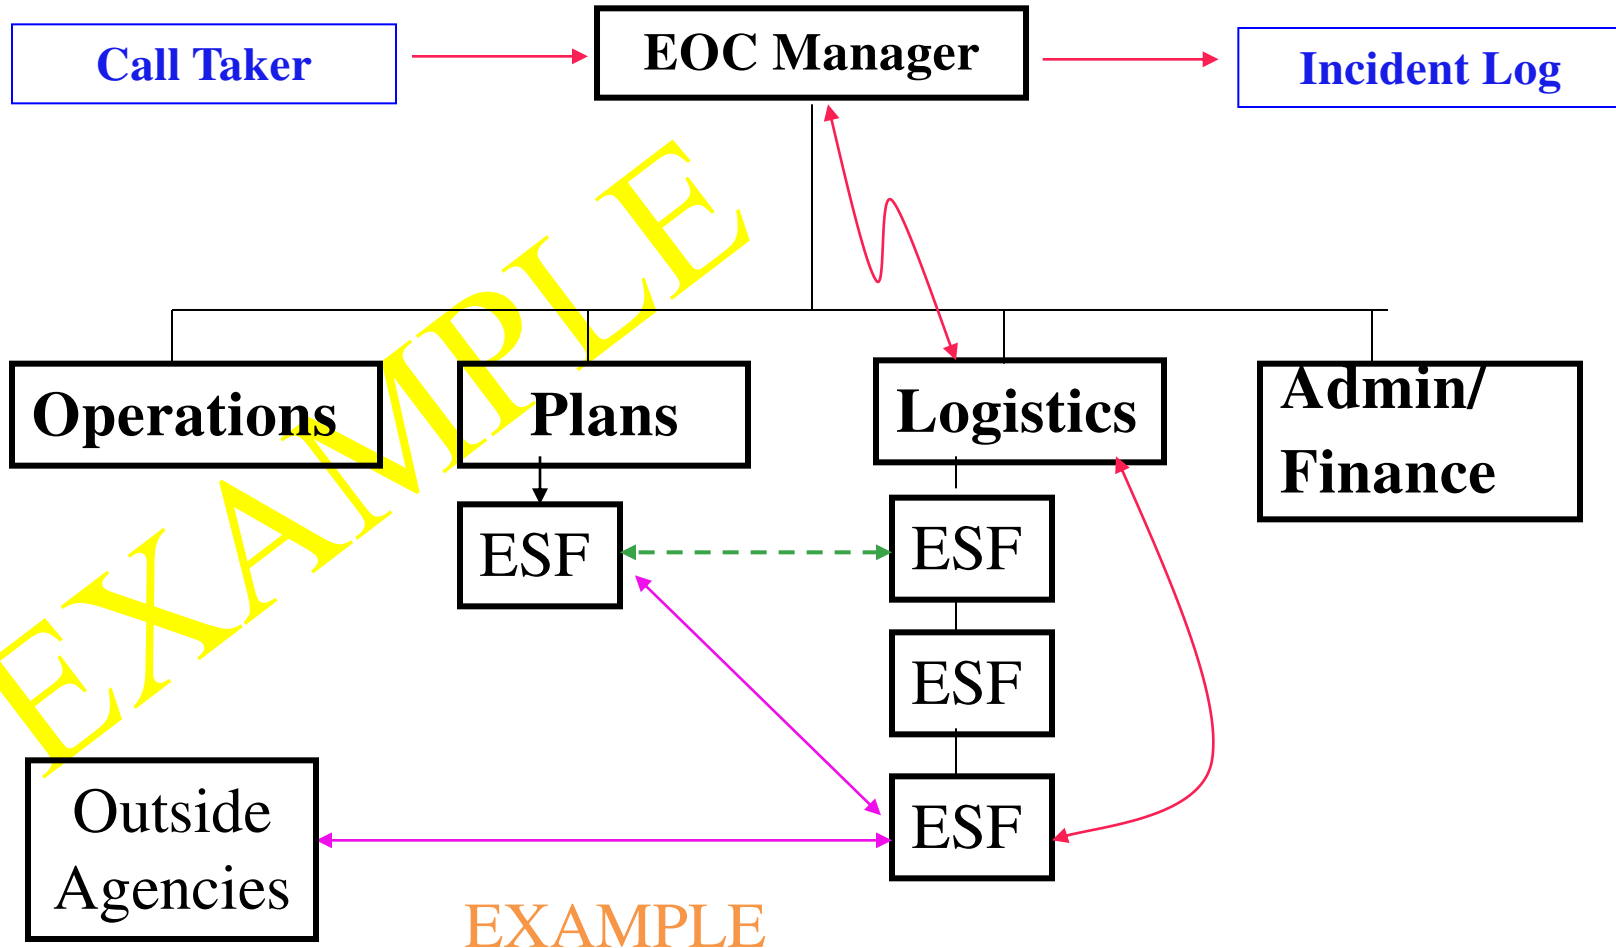 Call Taker
EOC Manager
Incident Log
EXAMPLE
Operations
Plans
Logistics
Admin/
Finance
ESF
ESF
ESF
ESF
Outside
Agencies
EXAMPLE